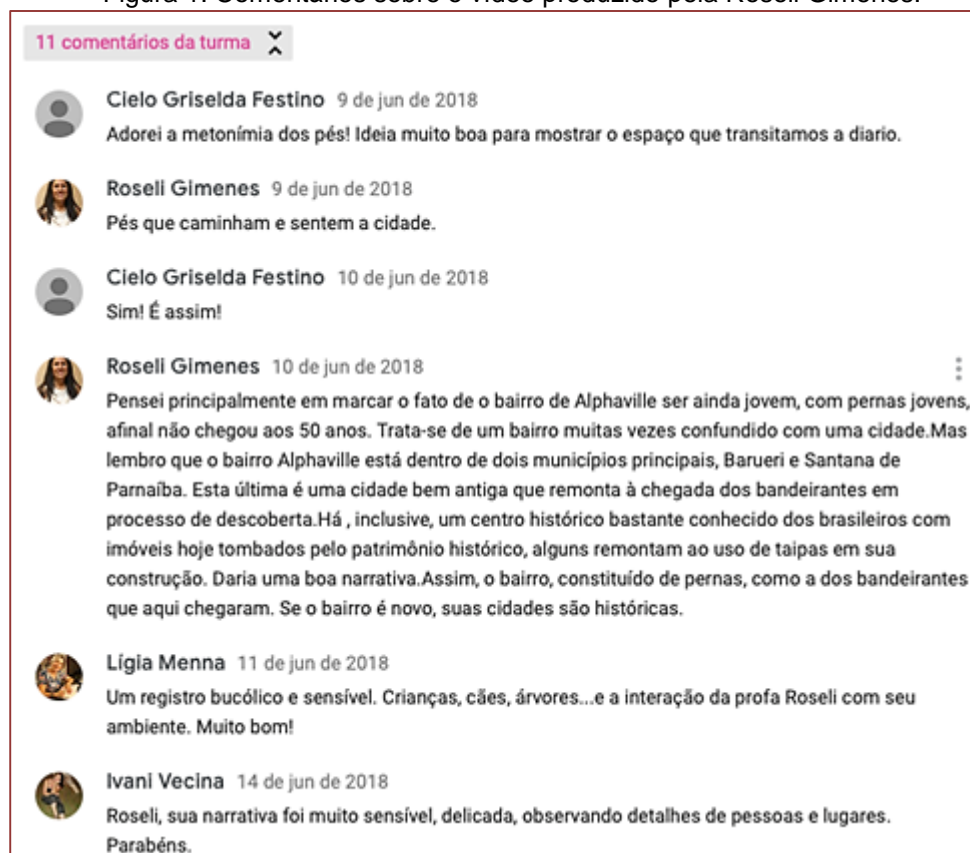 Figura 1. Comentários sobre o vídeo produzido pela Roseli Gimenes.
11 comentários da turma
Cielo Griselda Festino 9 de jun de 2018
Adorei a metonímia dos pés! Ideia muito boa para mostrar o espaço que transitamos a diario.
Roseli Gimenes 9 de jun de 2018
Pés que caminham e sentem a cidade.
Cielo Griselda Festino 10 de jun de 2018
Sim! É assim!
Roseli Gimenes 10 de jun de 2018
Pensei principalmente em marcar o fato de o bairro de Alphaville ser ainda jovem, com pernas jovens,
afinal não chegou aos 50 anos. Trata-se de um bairro muitas vezes confundido com uma cidade.Mas
lembro que o bairro Alphaville está dentro de dois municípios principais, Barueri e Santana de
Parnaíba. Esta última é uma cidade bem antiga que remonta à chegada dos bandeirantes em
processo de descoberta.Há , inclusive, um centro histórico bastante conhecido dos brasileiros com
imóveis hoje tombados pelo patrimônio histórico, alguns remontam ao uso de taipas em sua
construção. Daria uma boa narrativa.Assim, o bairro, constituído de pernas, como a dos bandeirantes
que aqui chegaram. Se o bairro é novo, suas cidades são históricas.
Lígia Menna 11 de jun de 2018
Um registro bucólico e sensível. Crianças, cães, árvores...e a interação da profa Roseli com seu
ambiente. Muito bom!
Ivani Vecina 14 de jun de 2018
Roseli, sua narrativa foi muito sensível, delicada, observando detalhes de pessoas e lugares.
Parabéns.